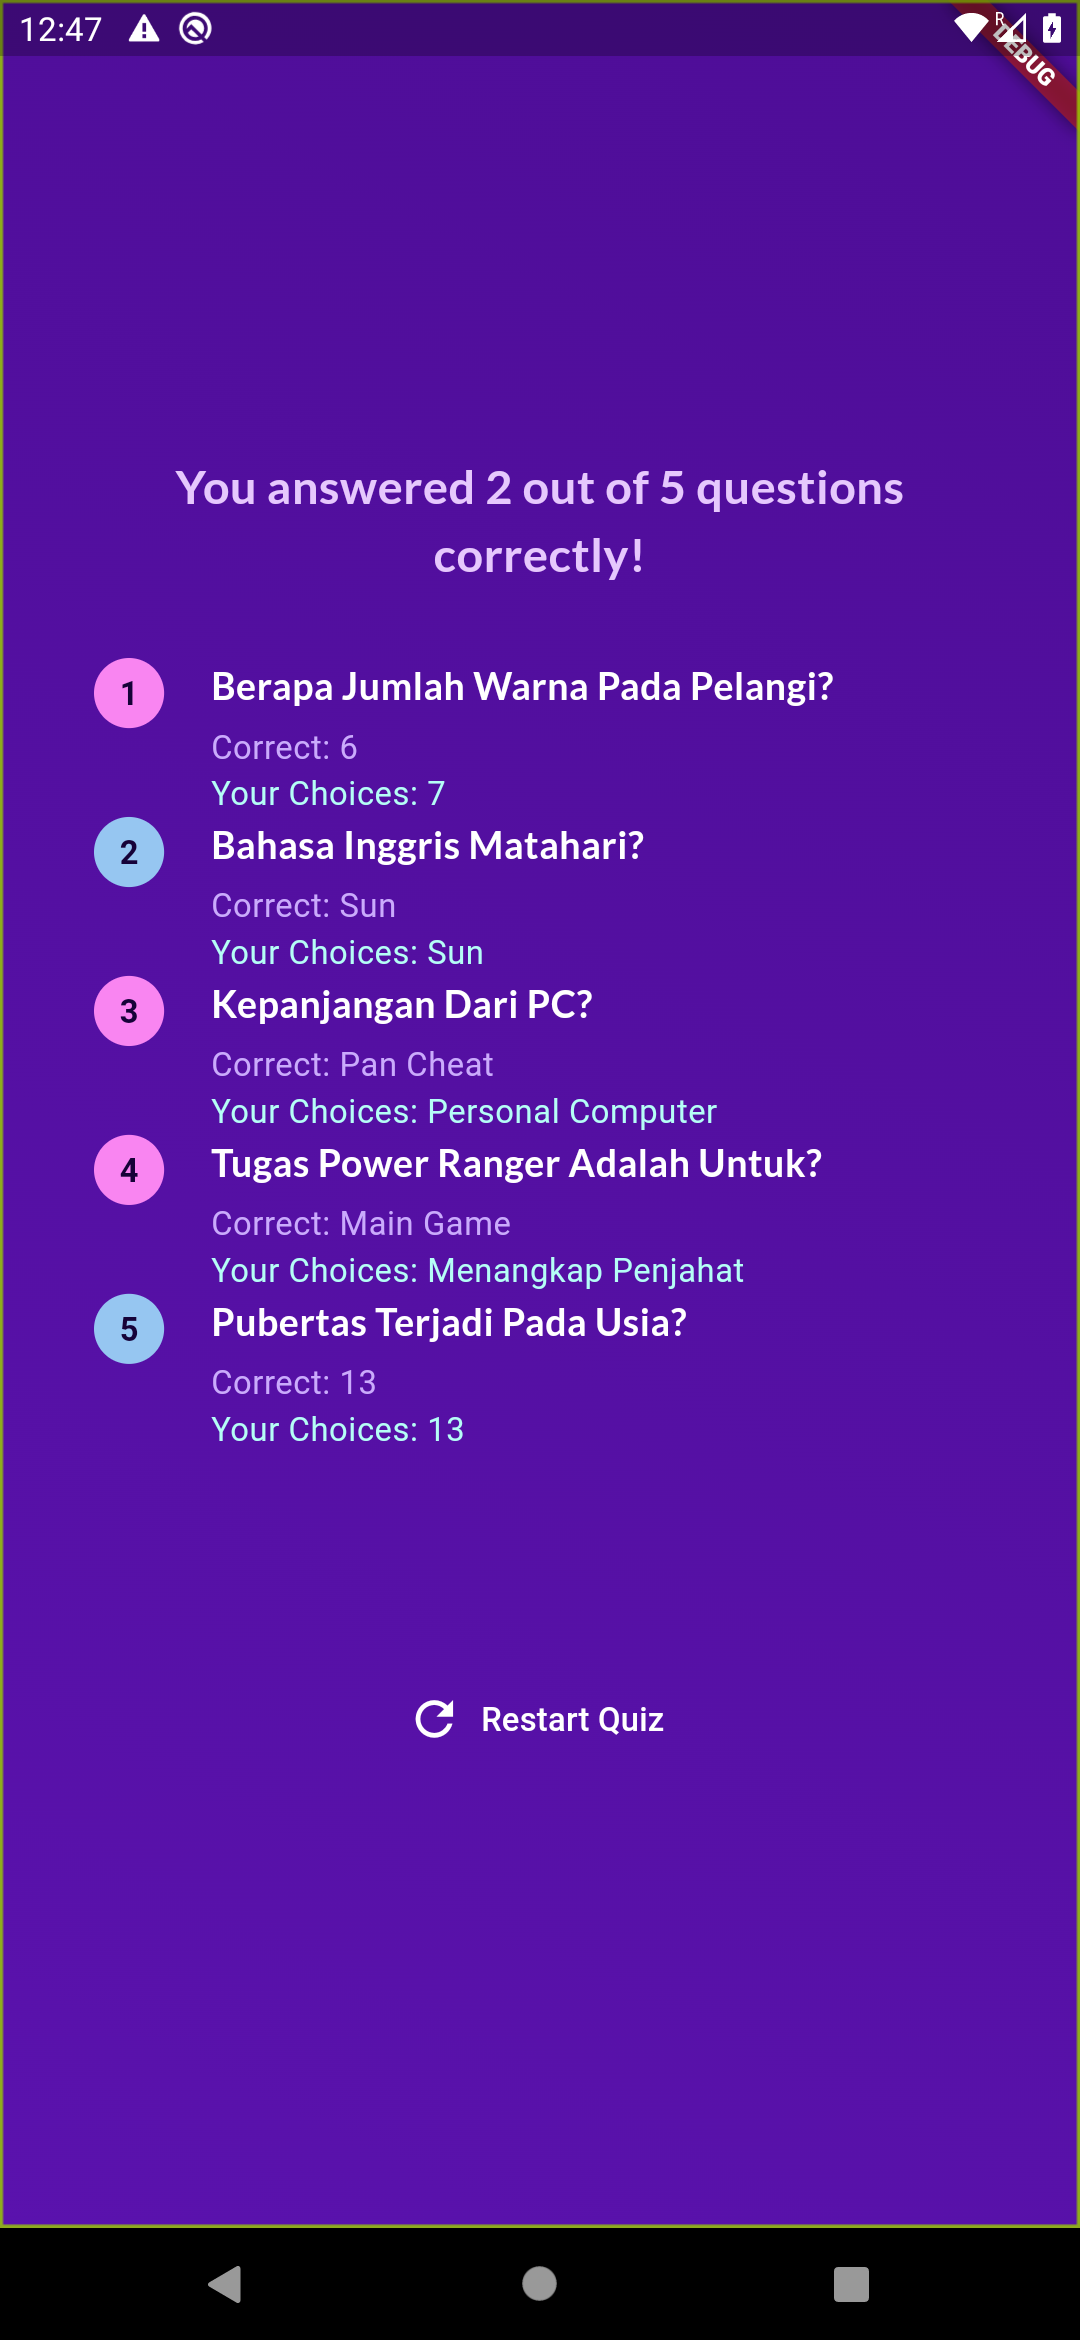 12:47
R
DEBUG
You answered 2 out of 5 questions
correctly!
1
Berapa Jumlah Warna Pada Pelangi?
Correct: 6
Your Choices: 7
2
Bahasa Inggris Matahari?
Correct: Sun
Your Choices: Sun
3
Kepanjangan Dari PC?
Correct: Pan Cheat
Your Choices: Personal Computer
4
Tugas Power Ranger Adalah Untuk?
Correct: Main Game
Your Choices: Menangkap Penjahat
5
Pubertas Terjadi Pada Usia?
Correct: 13
Your Choices: 13
Restart Quiz